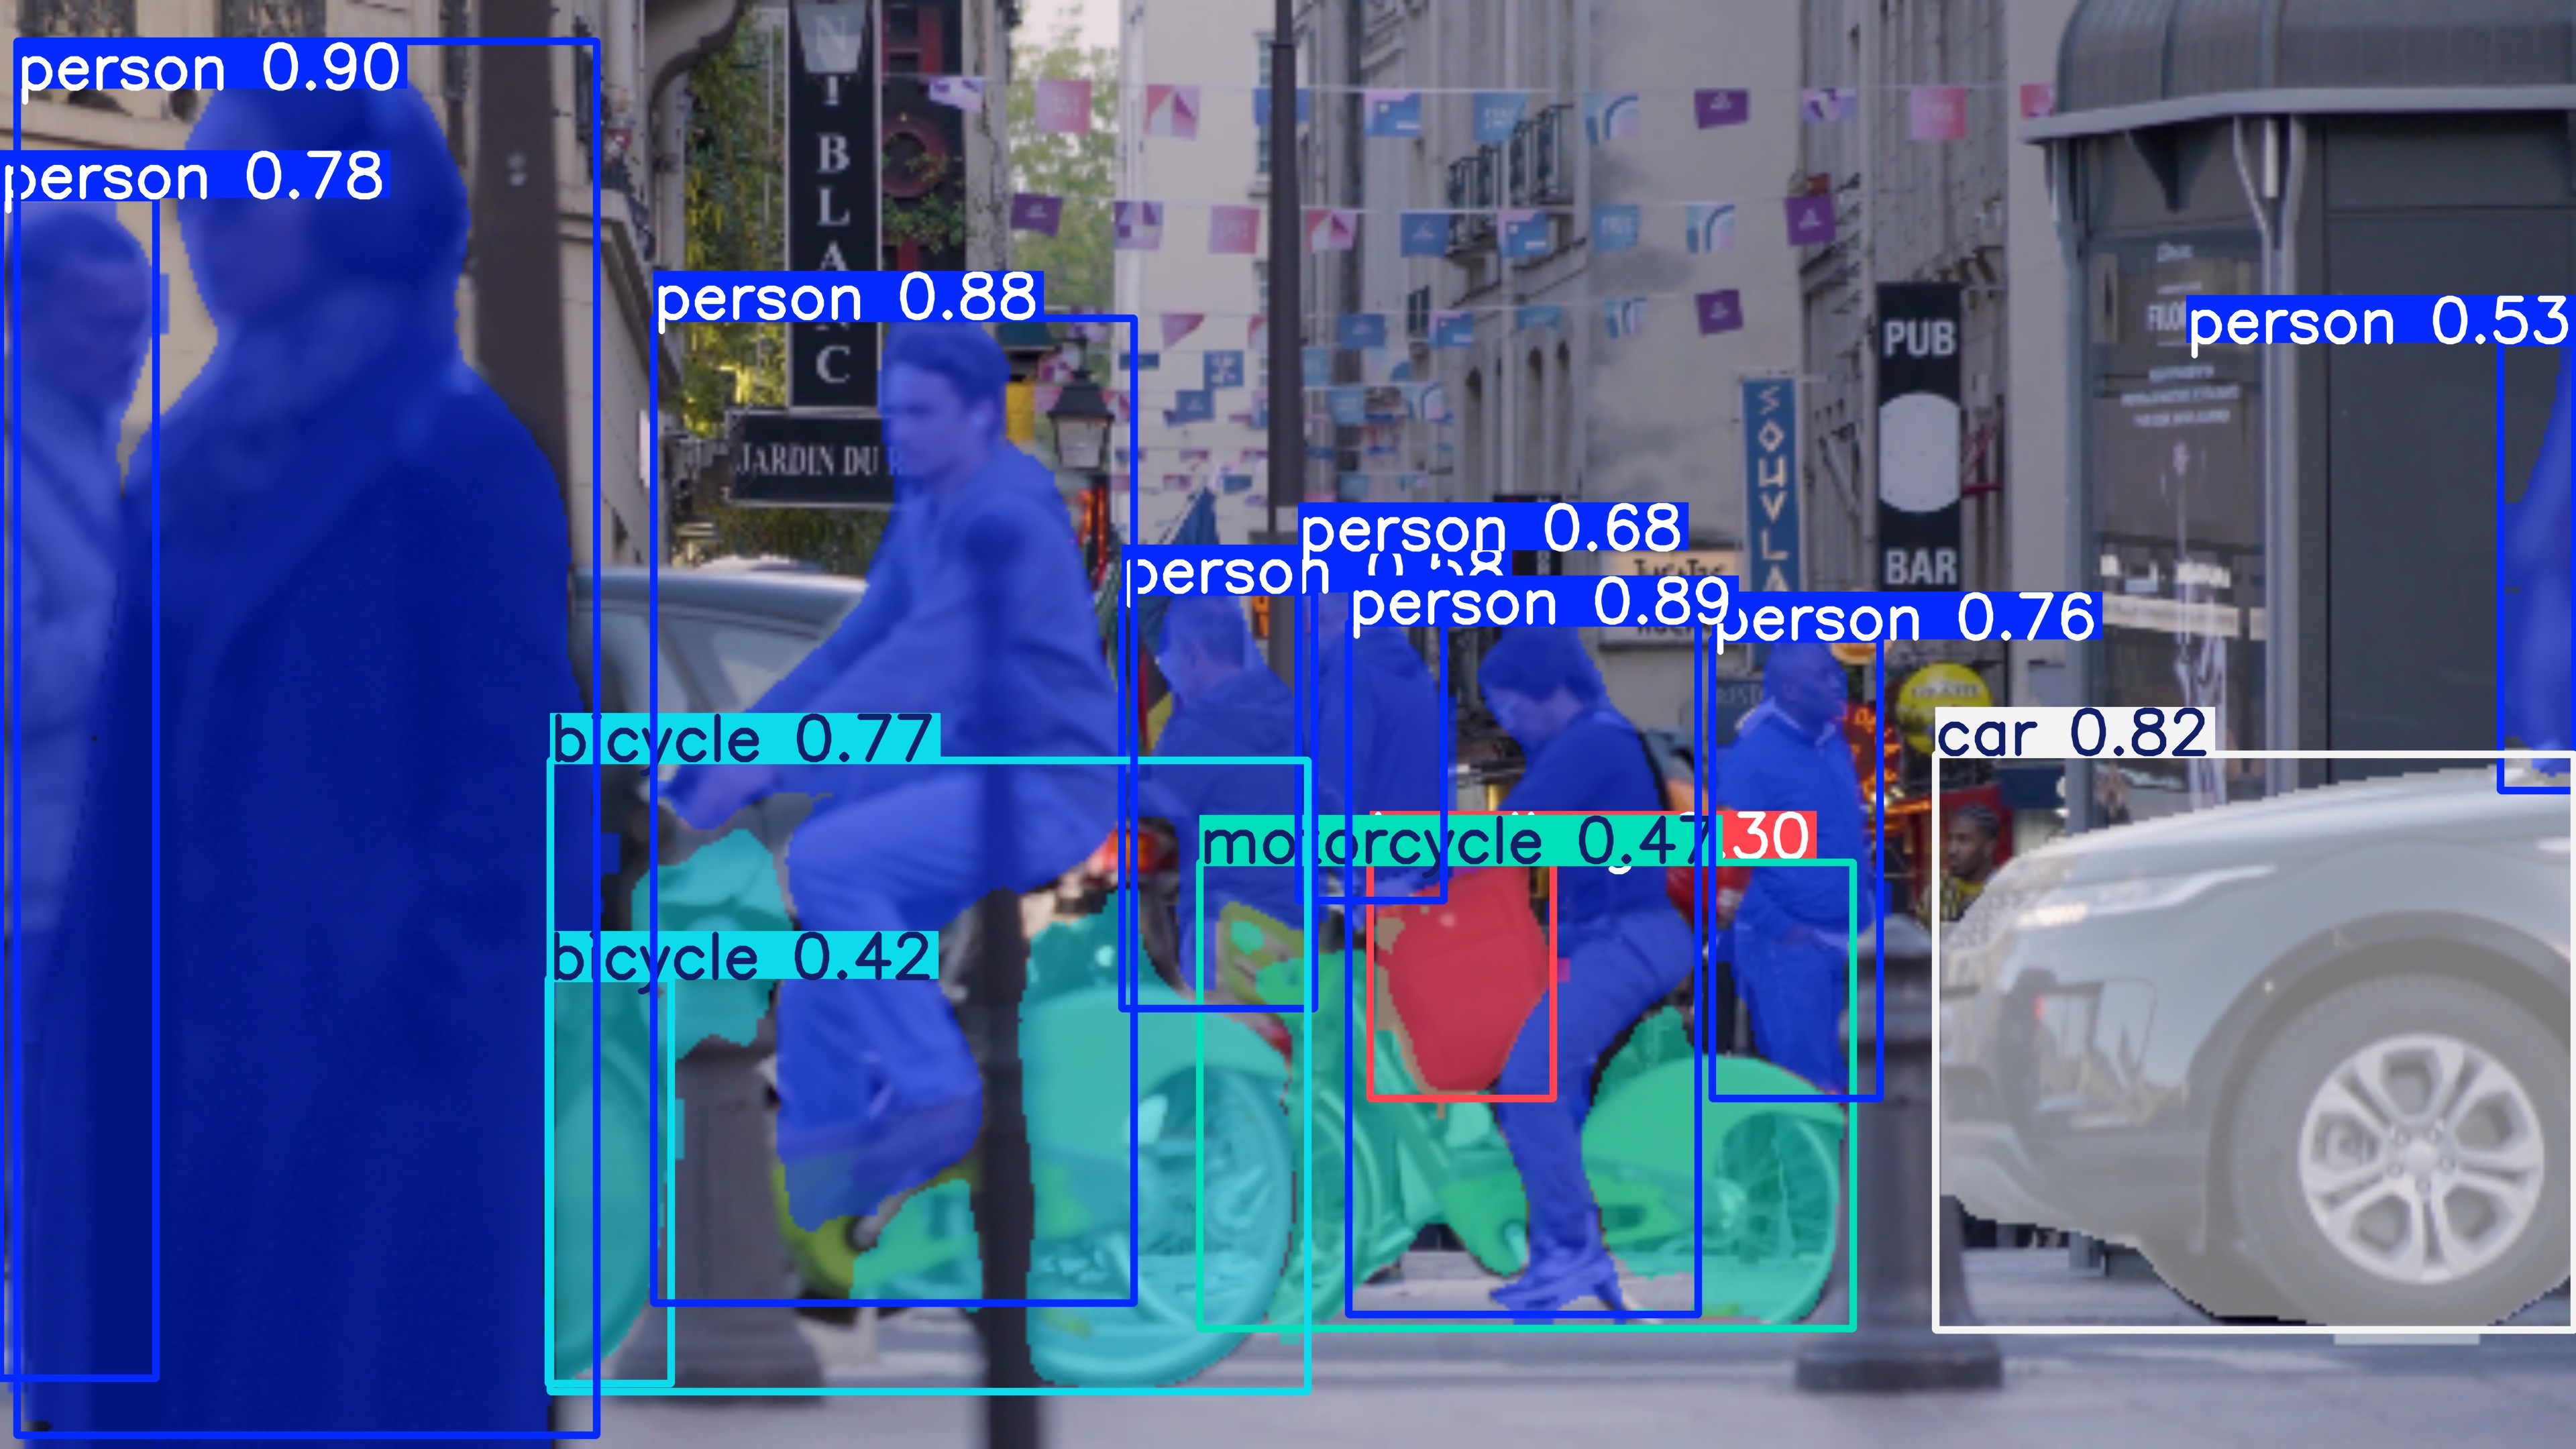 person 0.90
person 0.78
person 0.88
person 0.53
person 0.68
person
person 0.89
person 0.76
bicycle 0.77
car 0.82
motorcycle 0.47
.30
bicycle 0.42
BLANC
JARDIN DU
PUB
BAR
SOUVLA